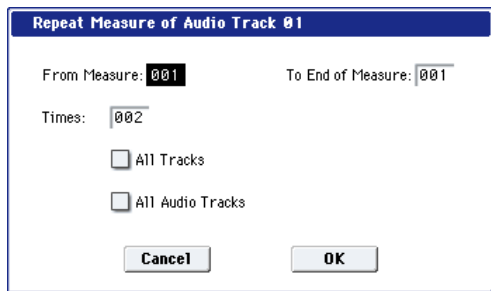 Repeat Measure of Audio Track 01
From Measure: 001 To End of Measure: 001
Times: 002
All Tracks
All Audio Tracks
Cancel OK